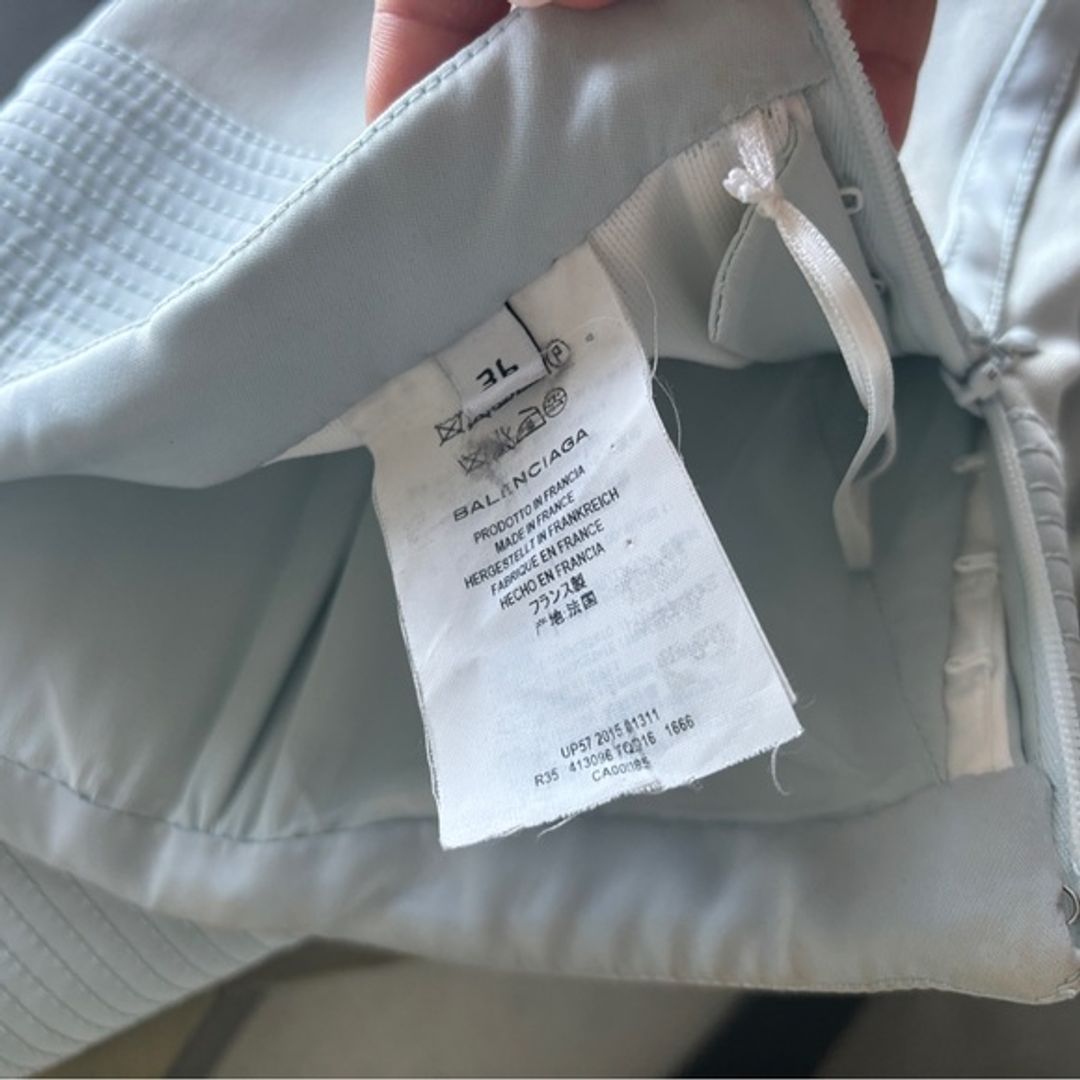 36
P
BALENCIAGA
PRODOTTO IN FRANCIA
MADE IN FRANCE
HERGESTELLT IN FRANKREICH
FABRIQUE EN FRANCE
HECHO EN FRANCIA
フランス製
产地:法国
UP57 2015 81311
R35 413096 TQ016 1666
CA00085